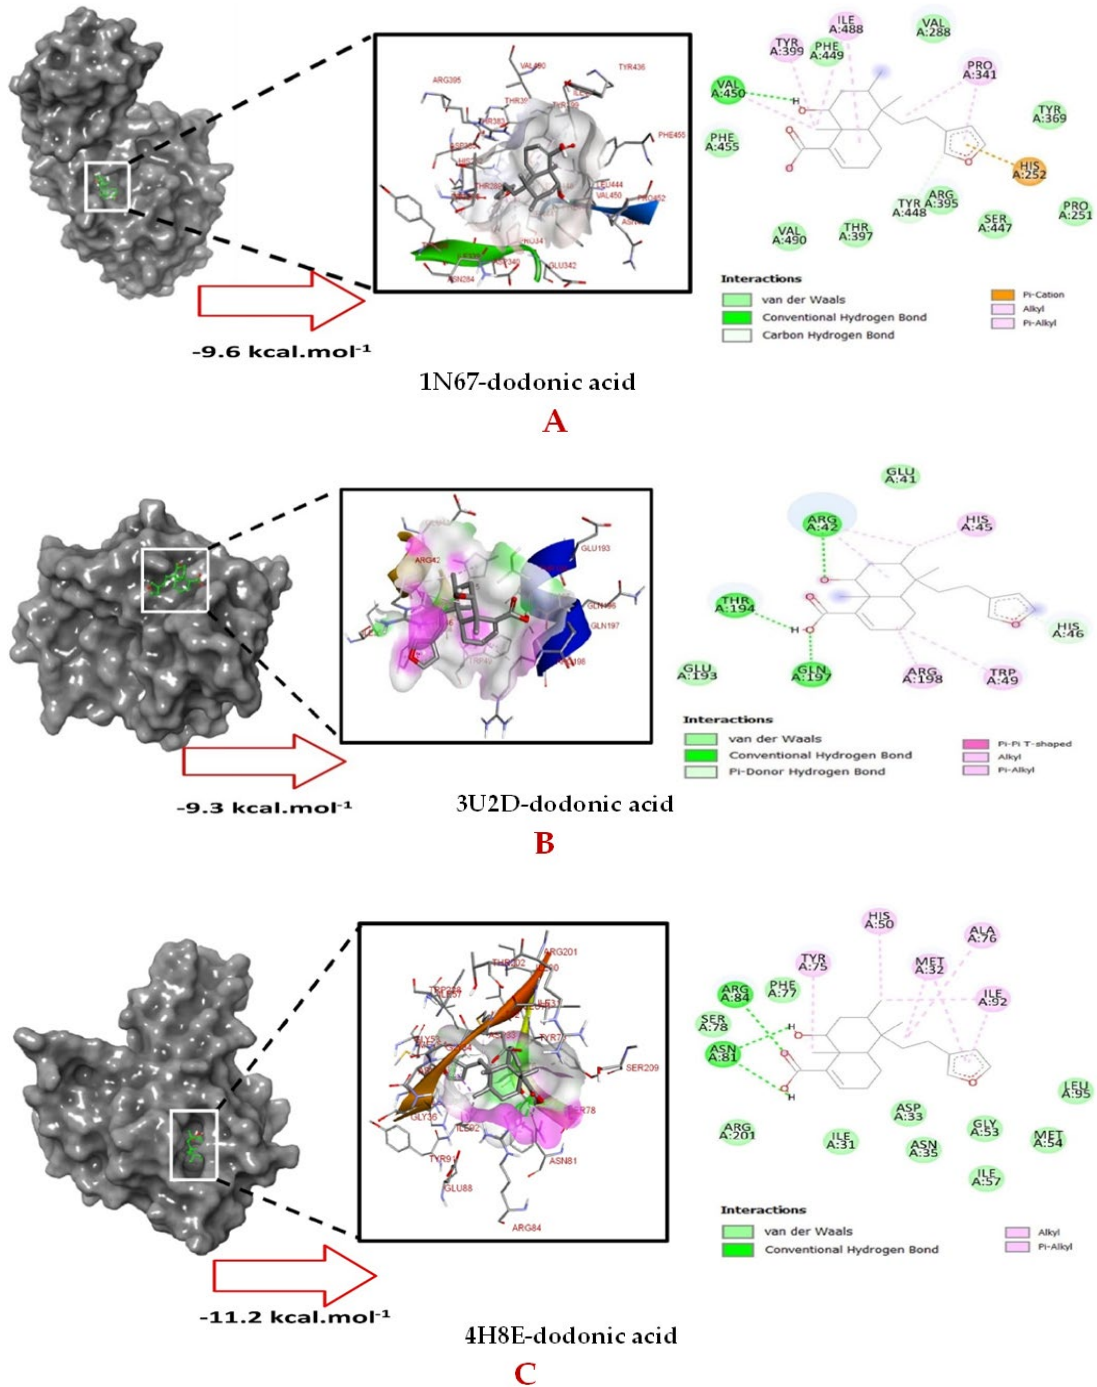 VAL490
TYR436
ARG395
PHE455
LEU444
VAL450
GLU342
ASN284
ILE
A:488
VAL
A:288
TYR
A:399
PHE
A:449
PRO
A:341
VAL
A:450
TYR
A:369
PHE
A:455
HIS
A:252
ARG
A:395
TYR
A:448
PRO
A:251
SER
A:447
VAL
A:490
THR
A:397
H
O
O
O
O
Interactions
van der Waals
Conventional Hydrogen Bond
Carbon Hydrogen Bond
Pi-Cation
Alkyl
Pi-Alkyl
-9.6 kcal.mol-1
1N67-dodonic acid
A
GLU193
ARG42
GLN196
GLN197
TRP49
GLU
A:41
ARG
A:42
HIS
A:45
THR
A:194
HIS
A:46
GLU
A:193
GLN
A:197
ARG
A:198
TRP
A:49
O
O
H
O
O
Interactions
van der Waals
Conventional Hydrogen Bond
Pi-Donor Hydrogen Bond
Pi-Pi T-shaped
Alkyl
Pi-Alkyl
-9.3 kcal.mol-1
3U2D-dodonic acid
B
ARG201
SER209
SER78
GLY36
ILE92
TYR91
ASN81
GLU88
ARG84
HIS
A:50
ALA
A:76
TYR
A:75
MET
A:32
ARG
A:84
PHE
A:77
ILE
A:92
SER
A:78
ASN
A:81
LEU
A:95
ASP
A:33
ARG
A:201
ILE
A:31
ASN
A:35
GLY
A:53
MET
A:54
ILE
A:57
H
O
O
O
H
O
Interactions
van der Waals
Conventional Hydrogen Bond
Alkyl
Pi-Alkyl
-11.2 kcal.mol-1
4H8E-dodonic acid
C